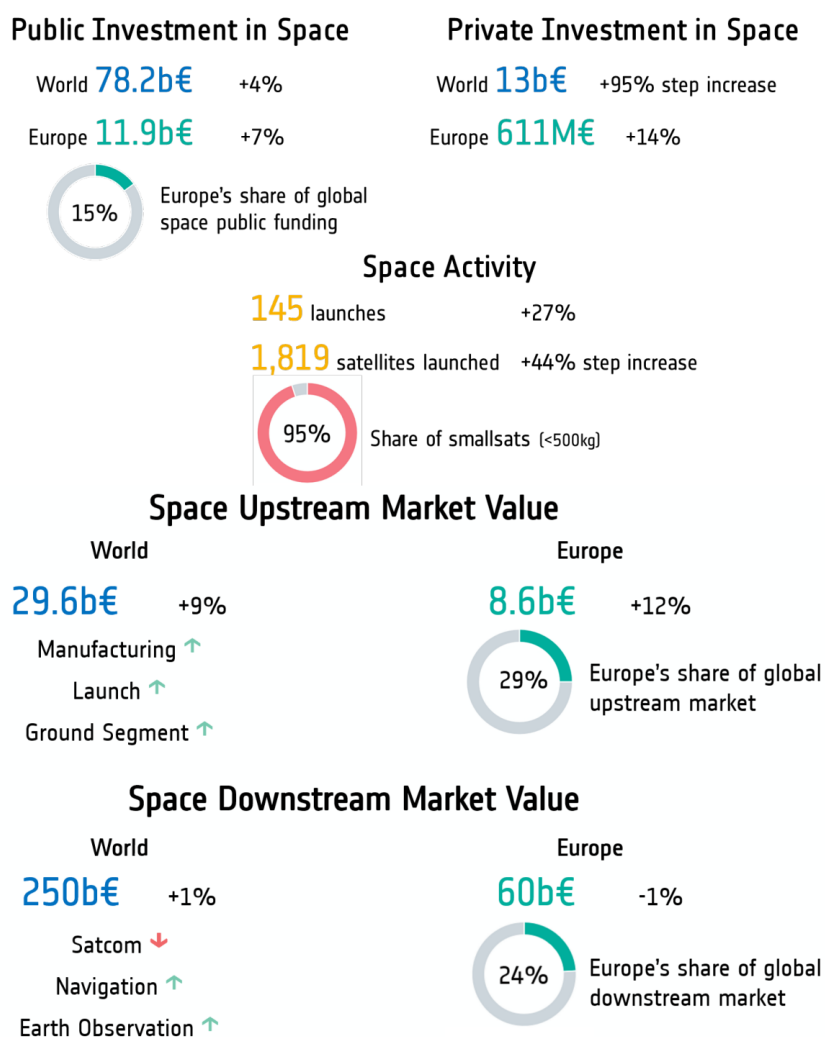 Public Investment in Space
World 78.2b€ +4%
Europe 11.9b€ +7%
15%
Europe's share of global
space public funding
Private Investment in Space
World 13b€ +95% step increase
Europe 611M€ +14%
Space Activity
145 launches +27%
1,819 satellites launched +44% step increase
95%
Share of smallsats (<500kg)
Space Upstream Market Value
World
29.6b€ +9%
Manufacturing ↑
Launch ↑
Ground Segment ↑
Europe
8.6b€ +12%
29%
Europe's share of global
upstream market
Space Downstream Market Value
World
250b€ +1%
Satcom ↓
Navigation ↑
Earth Observation ↑
Europe
60b€ -1%
24%
Europe's share of global
downstream market